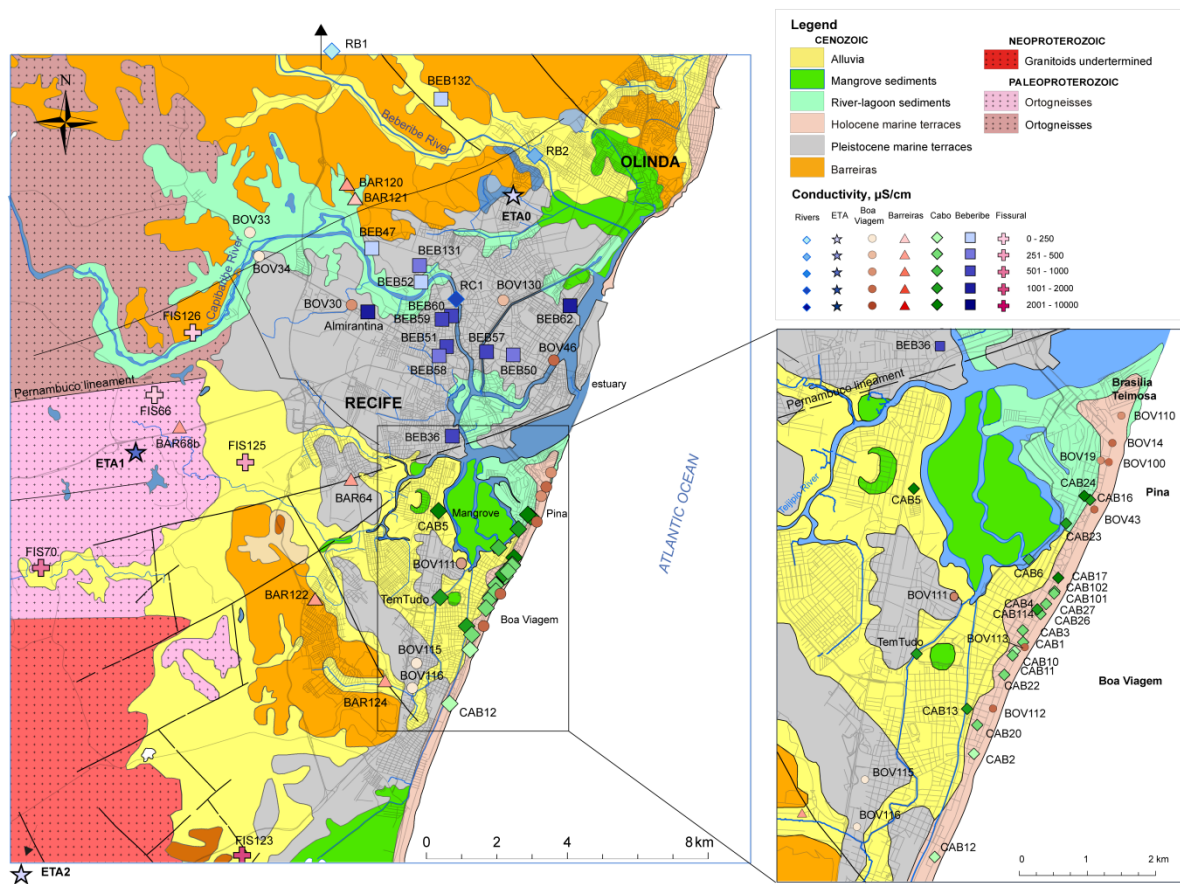 RB1
N
BEB132
Beberibe River
RB2
OLINDA
BAR120
BAR121
ETA0
BOV33
BEB47
BEB131
BOV34
Capibaribe River
BEB52
RC1
BOV130
BOV30
BEB60
FIS126
Almirantina
BEB59
BEB62
BEB51
BEB57
BOV46
BEB58
BEB50
estuary
Pernambuco lineament
RECIFE
FIS66
BAR68b
ETA1
FIS125
BEB36
BAR64
ATLANTIC OCEAN
Mangrove
Pina
CAB5
FIS70
BOV111
BAR122
TemTudo
Boa Viagem
BOV115
BOV116
BAR124
CAB12
FIS123
0 4 8 km
ETA2
Legend
CENOZOIC
Alluvia
Mangrove sediments
River-lagoon sediments
Holocene marine terraces
Pleistocene marine terraces
Barreiras
NEOPROTEROZOIC
Granitoids undetermined
PALEOPROTEROZOIC
Ortogneisses
Ortogneisses
Conductivity, µS/cm
Rivers ETA Boa Viagem Barreiras Cabo Beberibe Fissural
0 - 250
251 - 500
501 - 1000
1001 - 2000
2001 - 10000
BEB36
Pernambuco lineament
Brasilia
Teimosa
BOV110
BOV14
BOV19
BOV100
CAB24
Pina
CAB5
CAB16
BOV43
CAB23
CAB6
CAB17
CAB102
BOV111
CAB101
CAB4
CAB27
CAB114
CAB26
BOV113
CAB3
TemTudo
CAB1
CAB10
CAB11
Boa Viagem
CAB22
CAB13
BOV112
CAB20
CAB2
BOV115
BOV116
CAB12
0 1 2 km